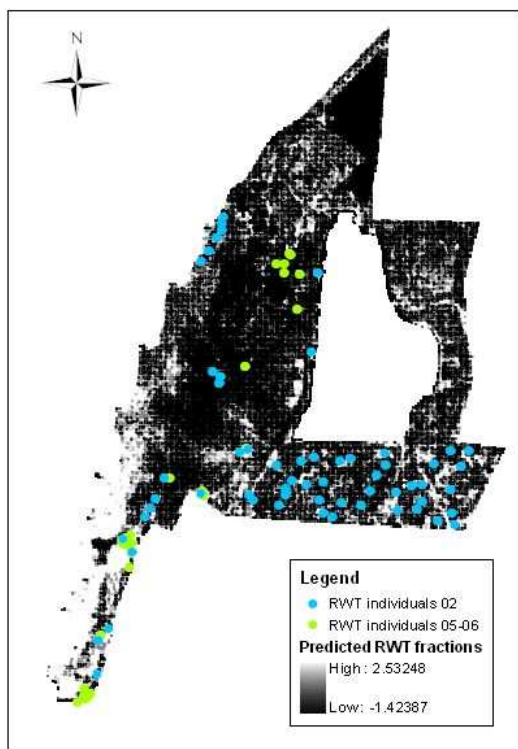 N
Legend
RWT individuals 02
RWT individuals 05-06
Predicted RWT fractions
High : 2.53248
Low : -1.42387